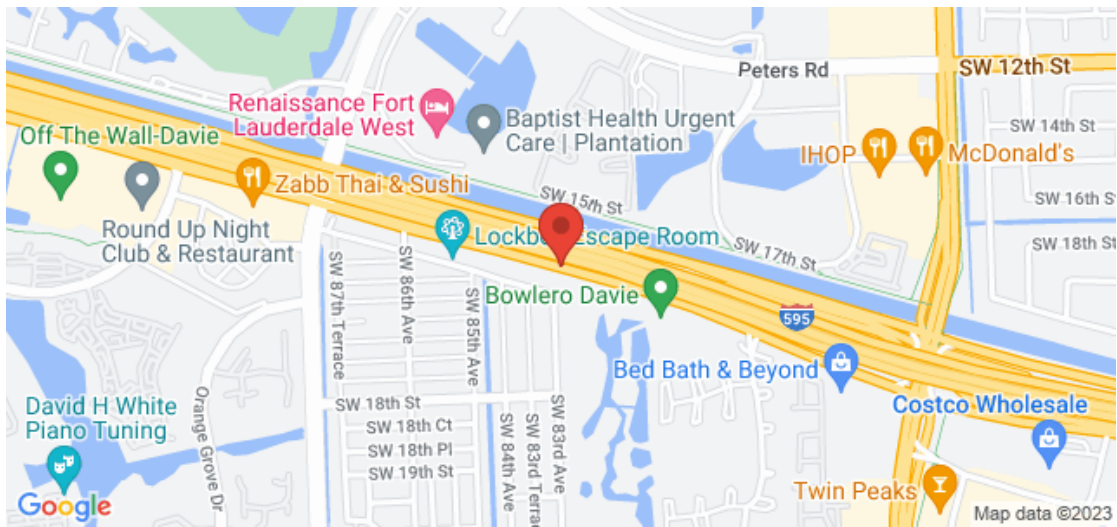 Peters Rd
SW 12th St
Renaissance Fort
Lauderdale West
Baptist Health Urgent
Care | Plantation
SW 14th St
Off The Wall-Davie
IHOP
McDonald's
Zabb Thai & Sushi
SW 15th St
SW 16th St
Round Up Night
Club & Restaurant
Escape Room
SW 17th St
SW 18th St
SW 87th Terrace
SW 86th Ave
SW 85th Ave
Bowlero Davie
595
Bed Bath & Beyond
SW 18th St
Costco Wholesale
Orange Grove Dr
David H White
Piano Tuning
SW 18th Ct
SW 18th Pl
SW 19th St
SW 84th Ave
SW 83rd Terrac
SW 83rd Ave
Twin Peaks
Google
Map data ©2023